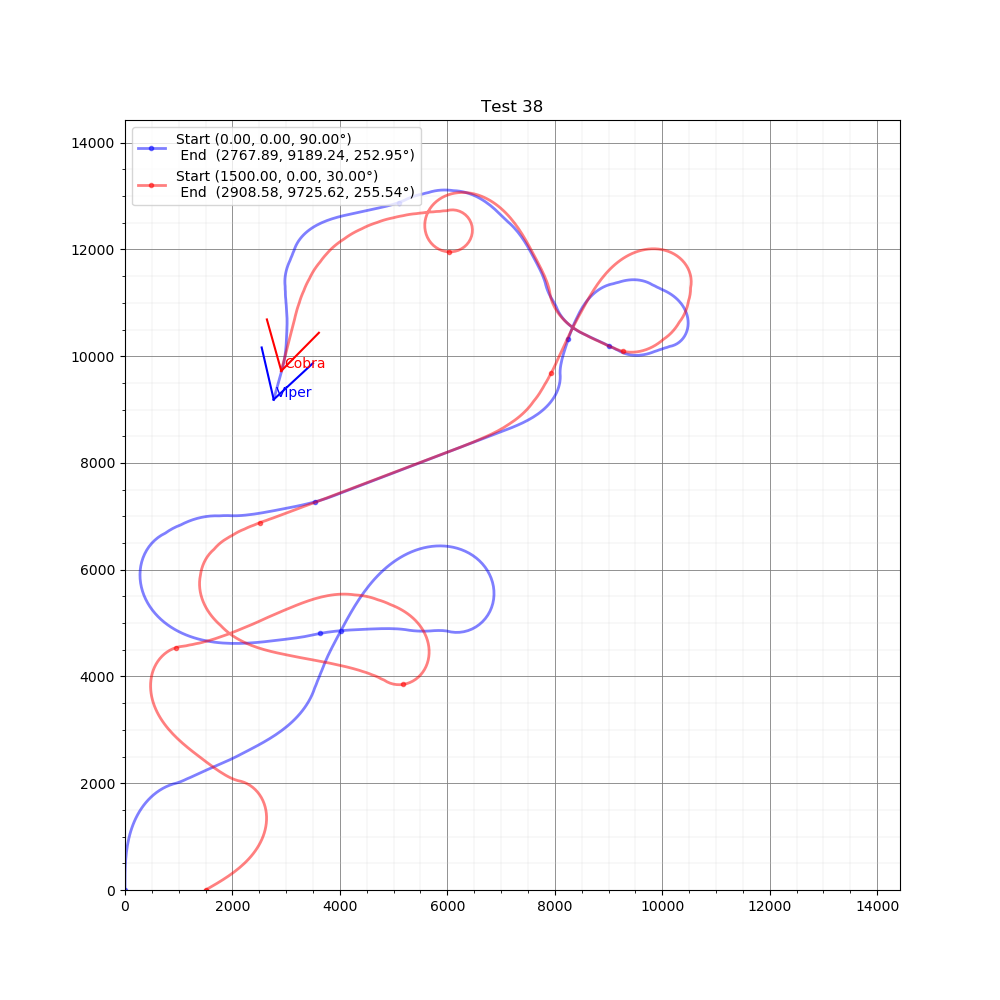 Test 38
Start (0.00, 0.00, 90.00°)
End (2767.89, 9189.24, 252.95°)
Start (1500.00, 0.00, 30.00°)
End (2908.58, 9725.62, 255.54°)
14000
12000
10000
8000
6000
4000
2000
0
Cobra
Viper
0 2000 4000 6000 8000 10000 12000 14000